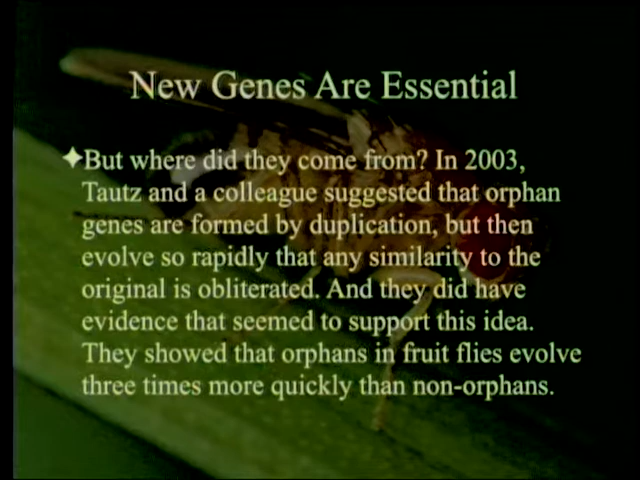 New Genes Are Essential
✦But where did they come from? In 2003,
Tautz and a colleague suggested that orphan
genes are formed by duplication, but then
evolve so rapidly that any similarity to the
original is obliterated. And they did have
evidence that seemed to support this idea.
They showed that orphans in fruit flies evolve
three times more quickly than non-orphans.